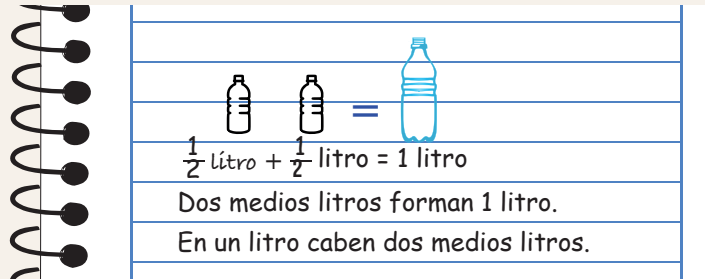 =
1/2 litro + 1/2 litro = 1 litro
Dos medios litros forman 1 litro.
En un litro caben dos medios litros.